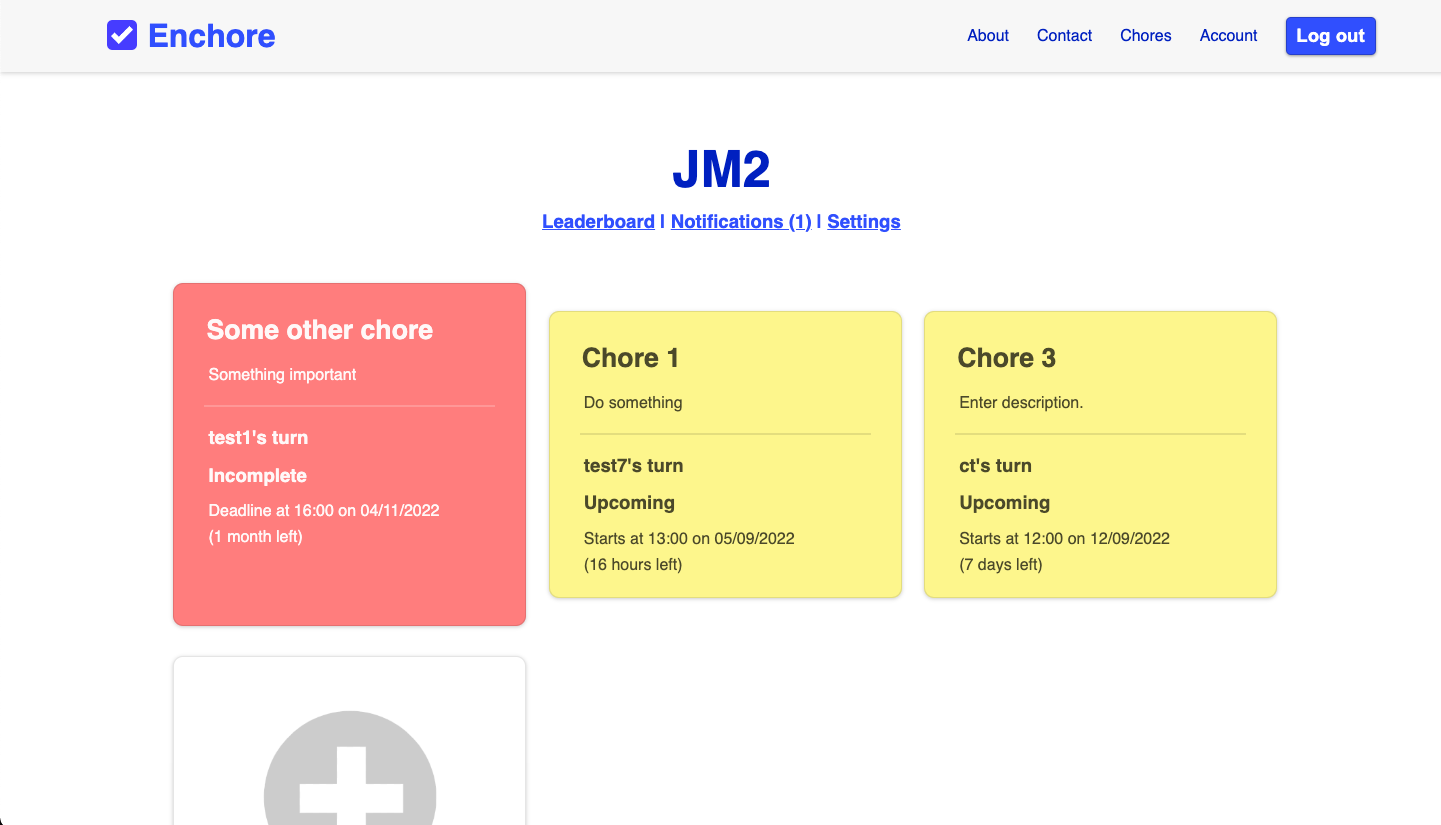 Enchore
About Contact Chores Account Log out
JM2
Leaderboard | Notifications (1) | Settings
Some other chore
Something important
test1's turn
Incomplete
Deadline at 16:00 on 04/11/2022
(1 month left)
Chore 1
Do something
test7's turn
Upcoming
Starts at 13:00 on 05/09/2022
(16 hours left)
Chore 3
Enter description.
ct's turn
Upcoming
Starts at 12:00 on 12/09/2022
(7 days left)